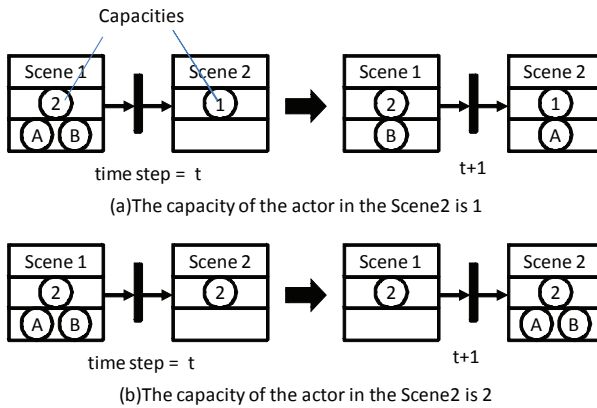 Capacities
Scene 1 Scene 2 Scene 1 Scene 2
2 1 2 1
A B B A
time step = t t+1
(a)The capacity of the actor in the Scene2 is 1
Scene 1 Scene 2 Scene 1 Scene 2
2 2 2 2
A B A B
time step = t t+1
(b)The capacity of the actor in the Scene2 is 2